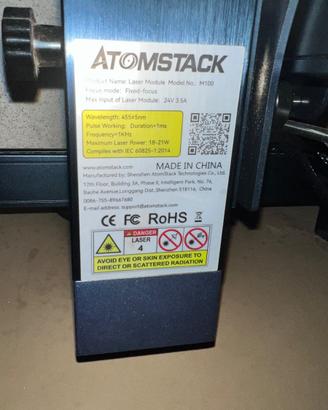 ATOMSTACK
Product Name: Laser Module Model No.: M100
Focus mode: Fixed-focus
Max input of Laser Module: 24V 3.5A
Wavelength: 455±5nm
Pulse Working: Duration<1ms
Frequency≤1KHz
Maximum Laser Power: 18-21W
Complies with IEC 60825-1:2014
www.atomstack.com MADE IN CHINA
Manufactured by: Shenzhen AtomStack Technologies Co., Ltd.
17th Floor, Building 3A, Phase II, Intelligent Park, No. 76,
Baohe Avenue,Longgang Dist.,Shenzhen E518116, China
0086-755-89667680
E-mail address: support@atomstack.com
CE FC RoHS
DANGER
LASER
4
AVOID EYE OR SKIN EXPOSURE TO
DIRECT OR SCATTERED RADIATION